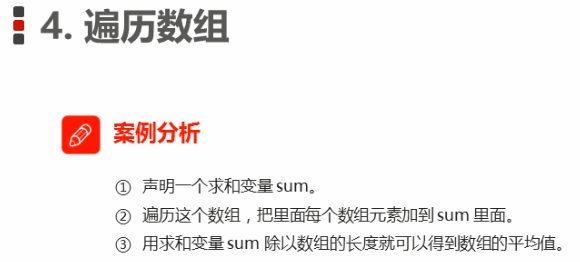 4. 遍历数组
案例分析
① 声明一个求和变量 sum。
② 遍历这个数组，把里面每个数组元素加到 sum 里面。
③ 用求和变量 sum 除以数组的长度就可以得到数组的平均值。